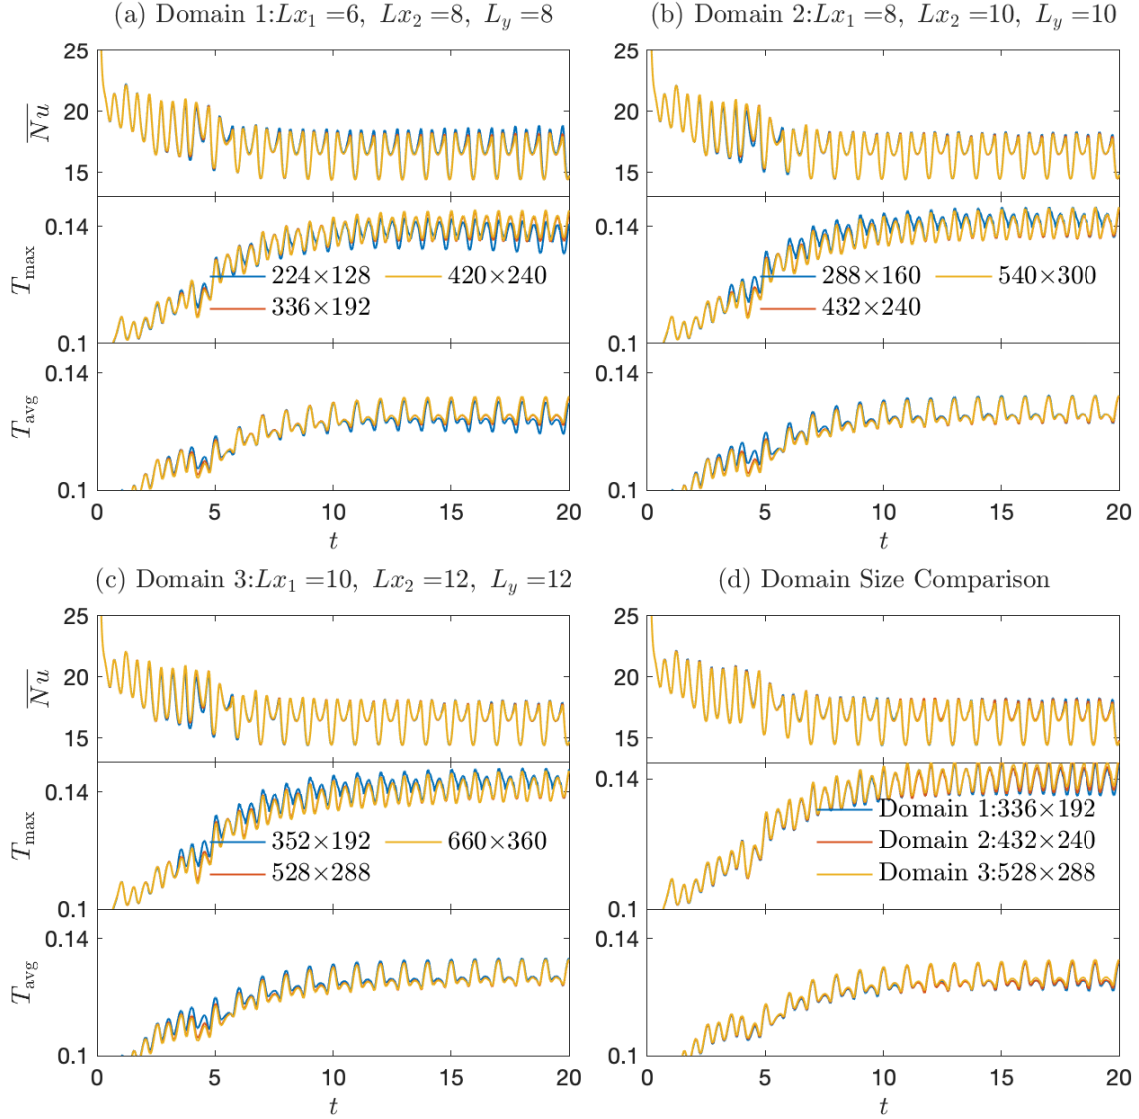 (a) Domain 1:Lx₁ =6, Lx₂ =8, L_y =8
25
20
15
N̅u̅
0.14
0.1
T_max
224×128
420×240
336×192
0.14
0.1
T_avg
0 5 10 15 20
t
(b) Domain 2:Lx₁ =8, Lx₂ =10, L_y =10
25
20
15
0.14
0.1
288×160
540×300
432×240
0.14
0.1
0 5 10 15 20
t
(c) Domain 3:Lx₁ =10, Lx₂ =12, L_y =12
25
20
15
N̅u̅
0.14
0.1
T_max
352×192
660×360
528×288
0.14
0.1
T_avg
0 5 10 15 20
t
(d) Domain Size Comparison
25
20
15
0.14
0.1
Domain 1:336×192
Domain 2:432×240
Domain 3:528×288
0.14
0.1
0 5 10 15 20
t